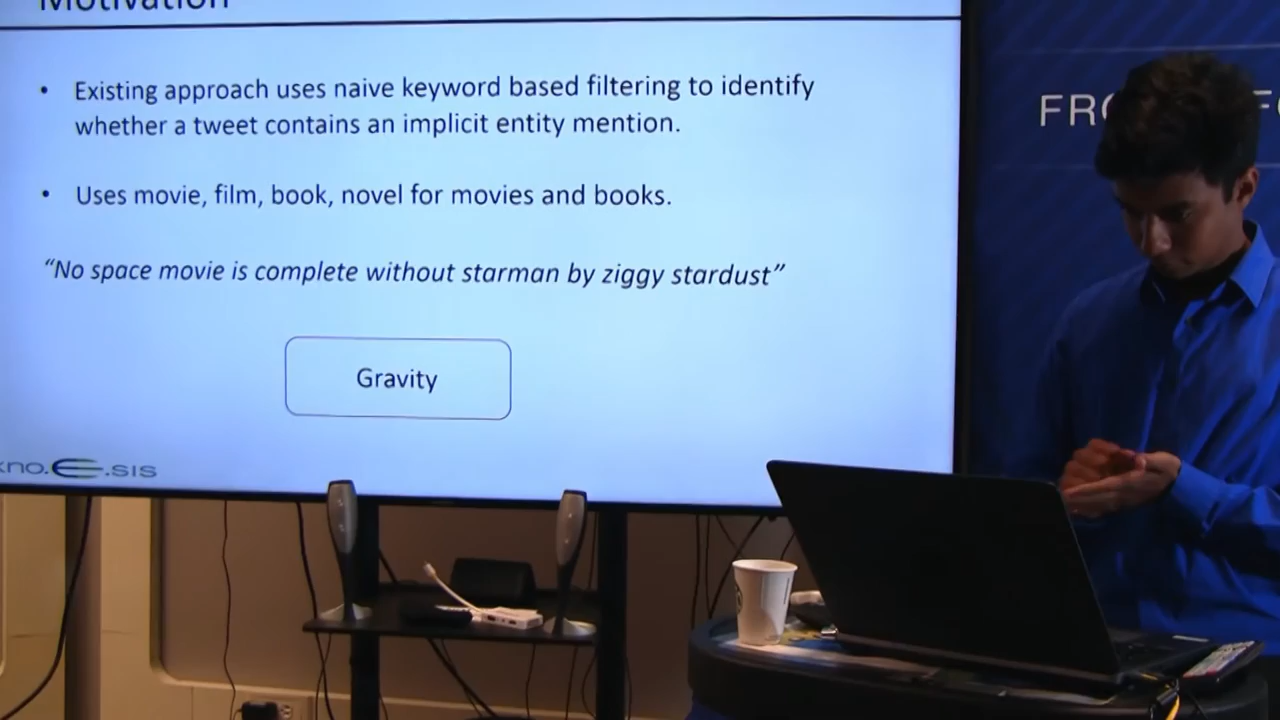 Motivation
• Existing approach uses naive keyword based filtering to identify
whether a tweet contains an implicit entity mention.
• Uses movie, film, book, novel for movies and books.
“No space movie is complete without starman by ziggy stardust”
Gravity
kno.e.sis